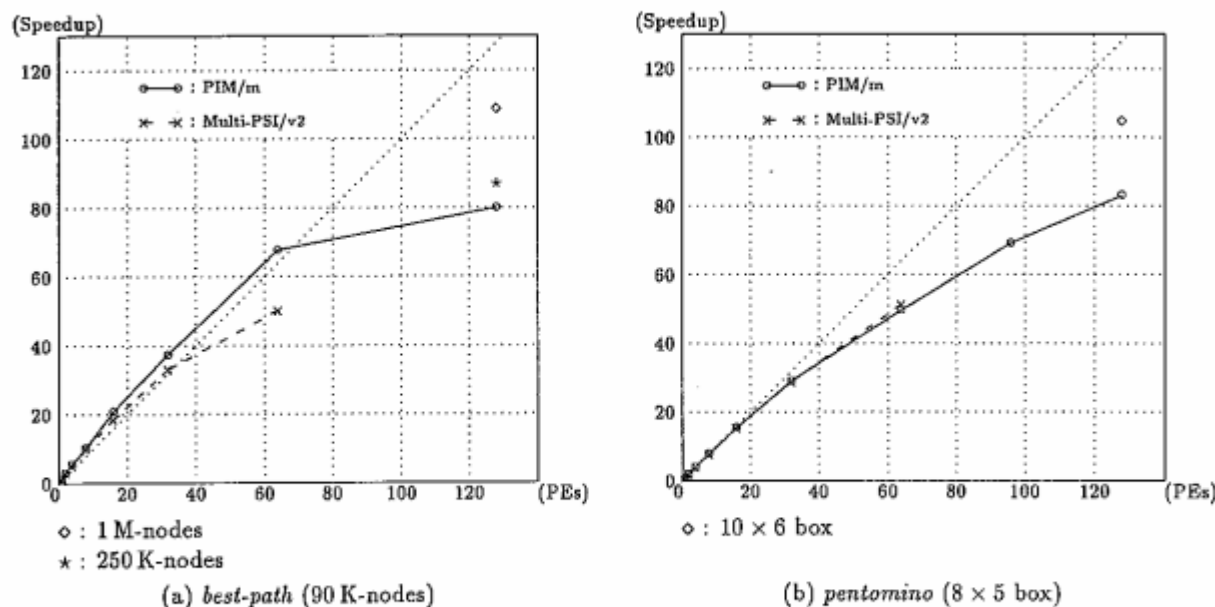 (Speedup)
120
100
80
60
40
20
0
0 20 40 60 80 100 120 (PEs)
: PIM/m
: Multi-PSI/v2
◇ : 1 M-nodes
★ : 250 K-nodes
(a) best-path (90 K-nodes)
(Speedup)
120
100
80
60
40
20
0
0 20 40 60 80 100 120 (PEs)
: PIM/m
: Multi-PSI/v2
◇ : 10 × 6 box
(b) pentomino (8 × 5 box)